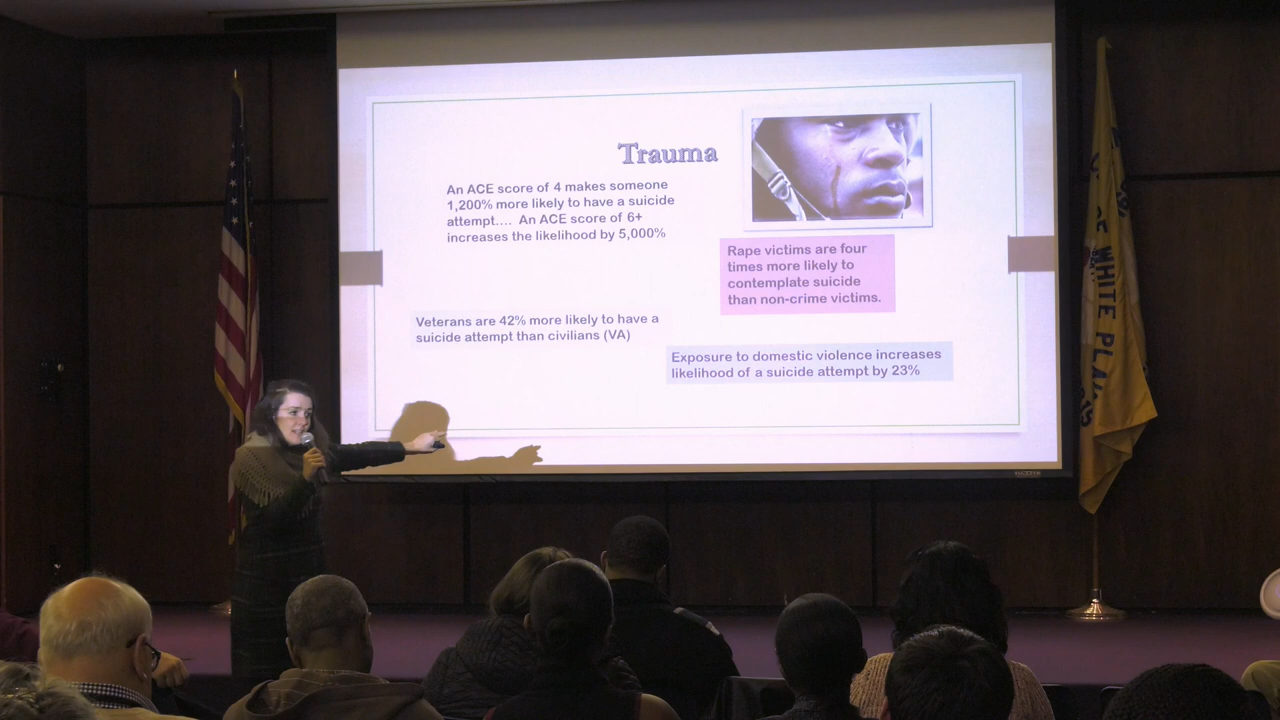 Trauma
An ACE score of 4 makes someone
1,200% more likely to have a suicide
attempt.... An ACE score of 6+
increases the likelihood by 5,000%
Rape victims are four
times more likely to
contemplate suicide
than non-crime victims.
Veterans are 42% more likely to have a
suicide attempt than civilians (VA)
Exposure to domestic violence increases
likelihood of a suicide attempt by 23%
WHITE PLAINS